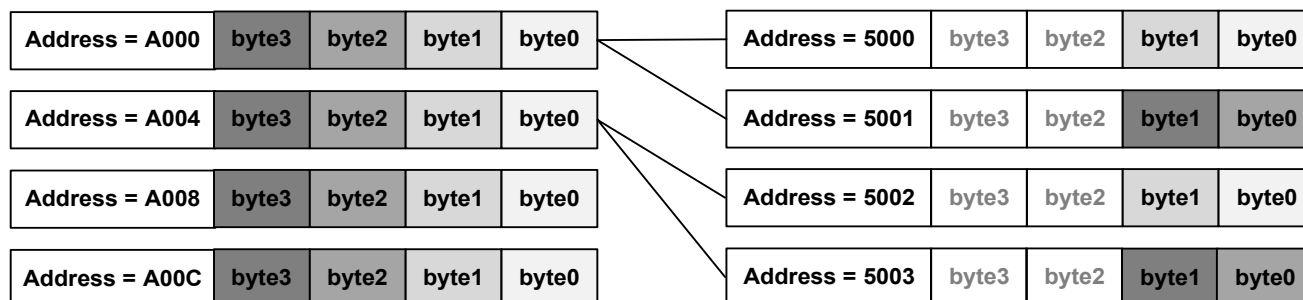 Address = A000 byte3 byte2 byte1 byte0 Address = 5000 byte3 byte2 byte1 byte0
Address = A004 byte3 byte2 byte1 byte0 Address = 5001 byte3 byte2 byte1 byte0
Address = A008 byte3 byte2 byte1 byte0 Address = 5002 byte3 byte2 byte1 byte0
Address = A00C byte3 byte2 byte1 byte0 Address = 5003 byte3 byte2 byte1 byte0